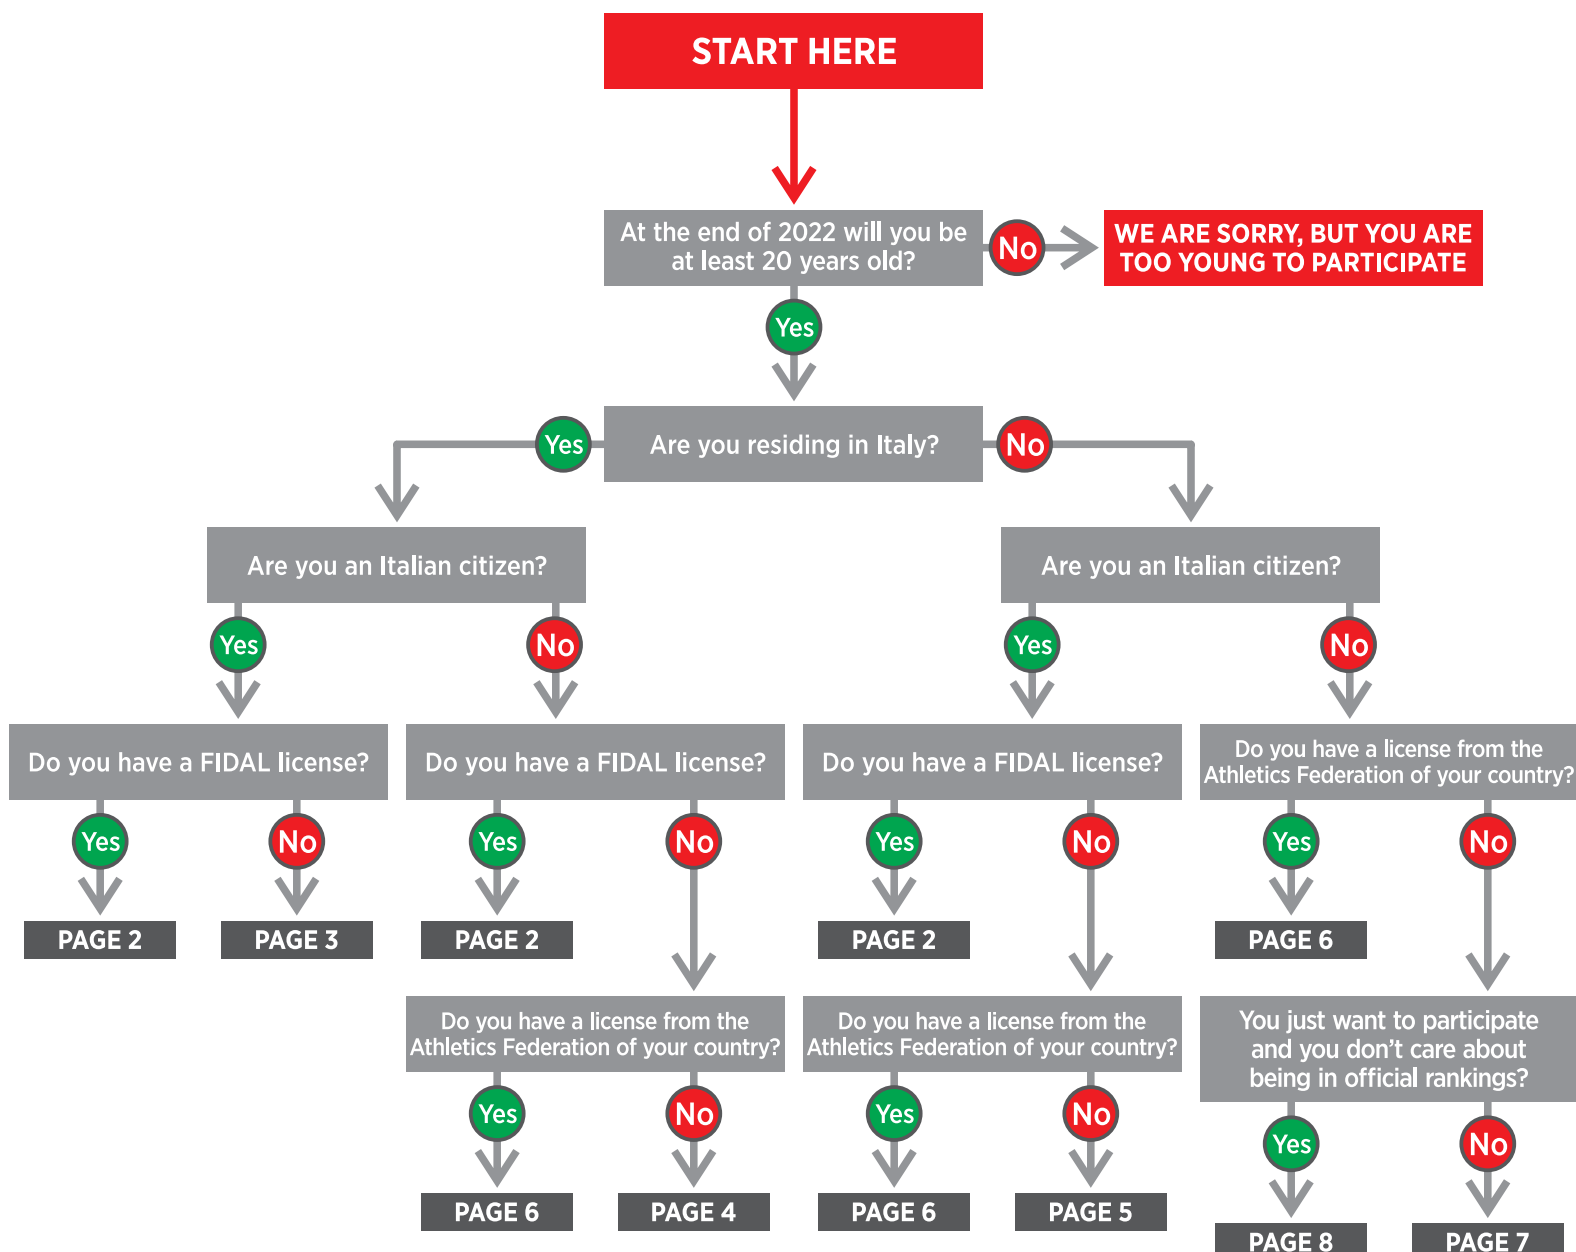 START HERE
At the end of 2022 will you be
at least 20 years old?
No
WE ARE SORRY, BUT YOU ARE
TOO YOUNG TO PARTICIPATE
Yes
Yes
Are you residing in Italy?
No
Are you an Italian citizen?
Are you an Italian citizen?
Yes
No
Yes
No
Do you have a FIDAL license?
Do you have a FIDAL license?
Do you have a FIDAL license?
Do you have a license from the
Athletics Federation of your country?
Yes
No
Yes
No
Yes
No
Yes
No
PAGE 2
PAGE 3
PAGE 2
PAGE 2
PAGE 6
Do you have a license from the
Athletics Federation of your country?
Do you have a license from the
Athletics Federation of your country?
You just want to participate
and you don't care about
being in official rankings?
Yes
No
Yes
No
Yes
No
PAGE 6
PAGE 4
PAGE 6
PAGE 5
PAGE 8
PAGE 7